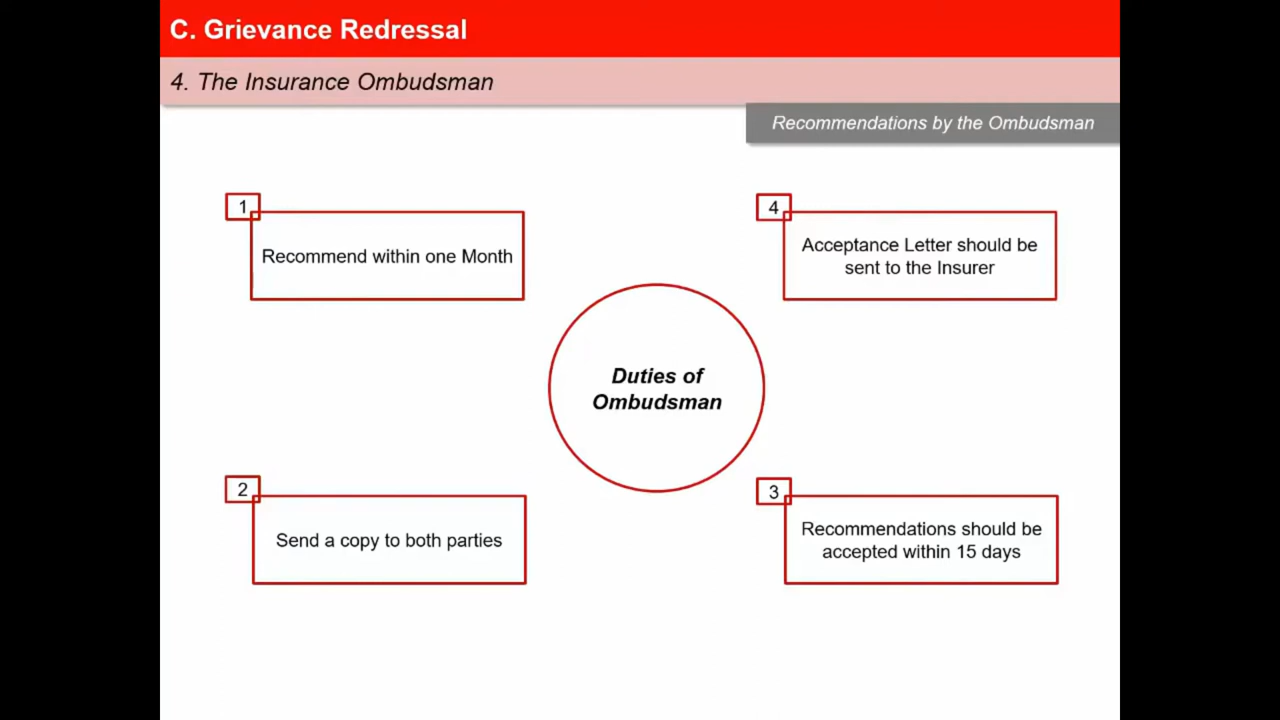 C. Grievance Redressal
4. The Insurance Ombudsman
Recommendations by the Ombudsman
1
Recommend within one Month
4
Acceptance Letter should be
sent to the Insurer
Duties of
Ombudsman
2
Send a copy to both parties
3
Recommendations should be
accepted within 15 days